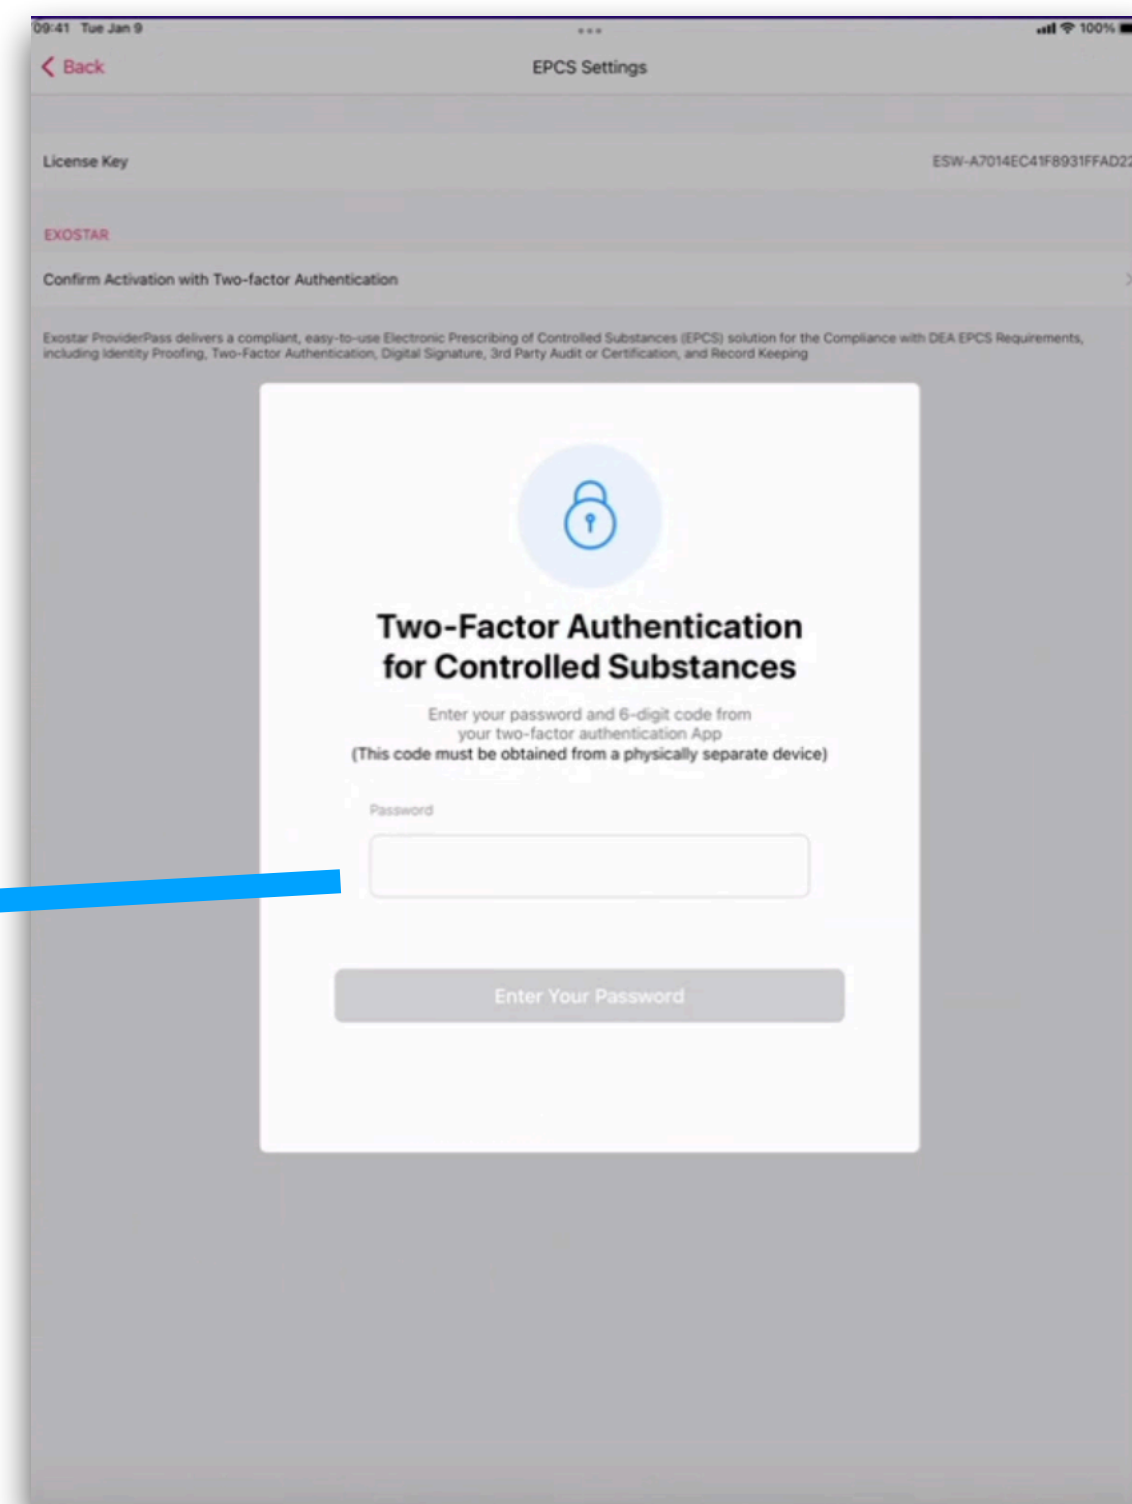 09:41 Tue Jan 9
100%
Back
EPCS Settings
License Key
ESW-A7014EC41F8931FFAD22
EXOSTAR
Confirm Activation with Two-factor Authentication
Exostar ProviderPass delivers a compliant, easy-to-use Electronic Prescribing of Controlled Substances (EPCS) solution for the Compliance with DEA EPCS Requirements,
including Identity Proofing, Two-Factor Authentication, Digital Signature, 3rd Party Audit or Certification, and Record Keeping
Two-Factor Authentication
for Controlled Substances
Enter your password and 6-digit code from
your two-factor authentication App
(This code must be obtained from a physically separate device)
Password
Enter Your Password